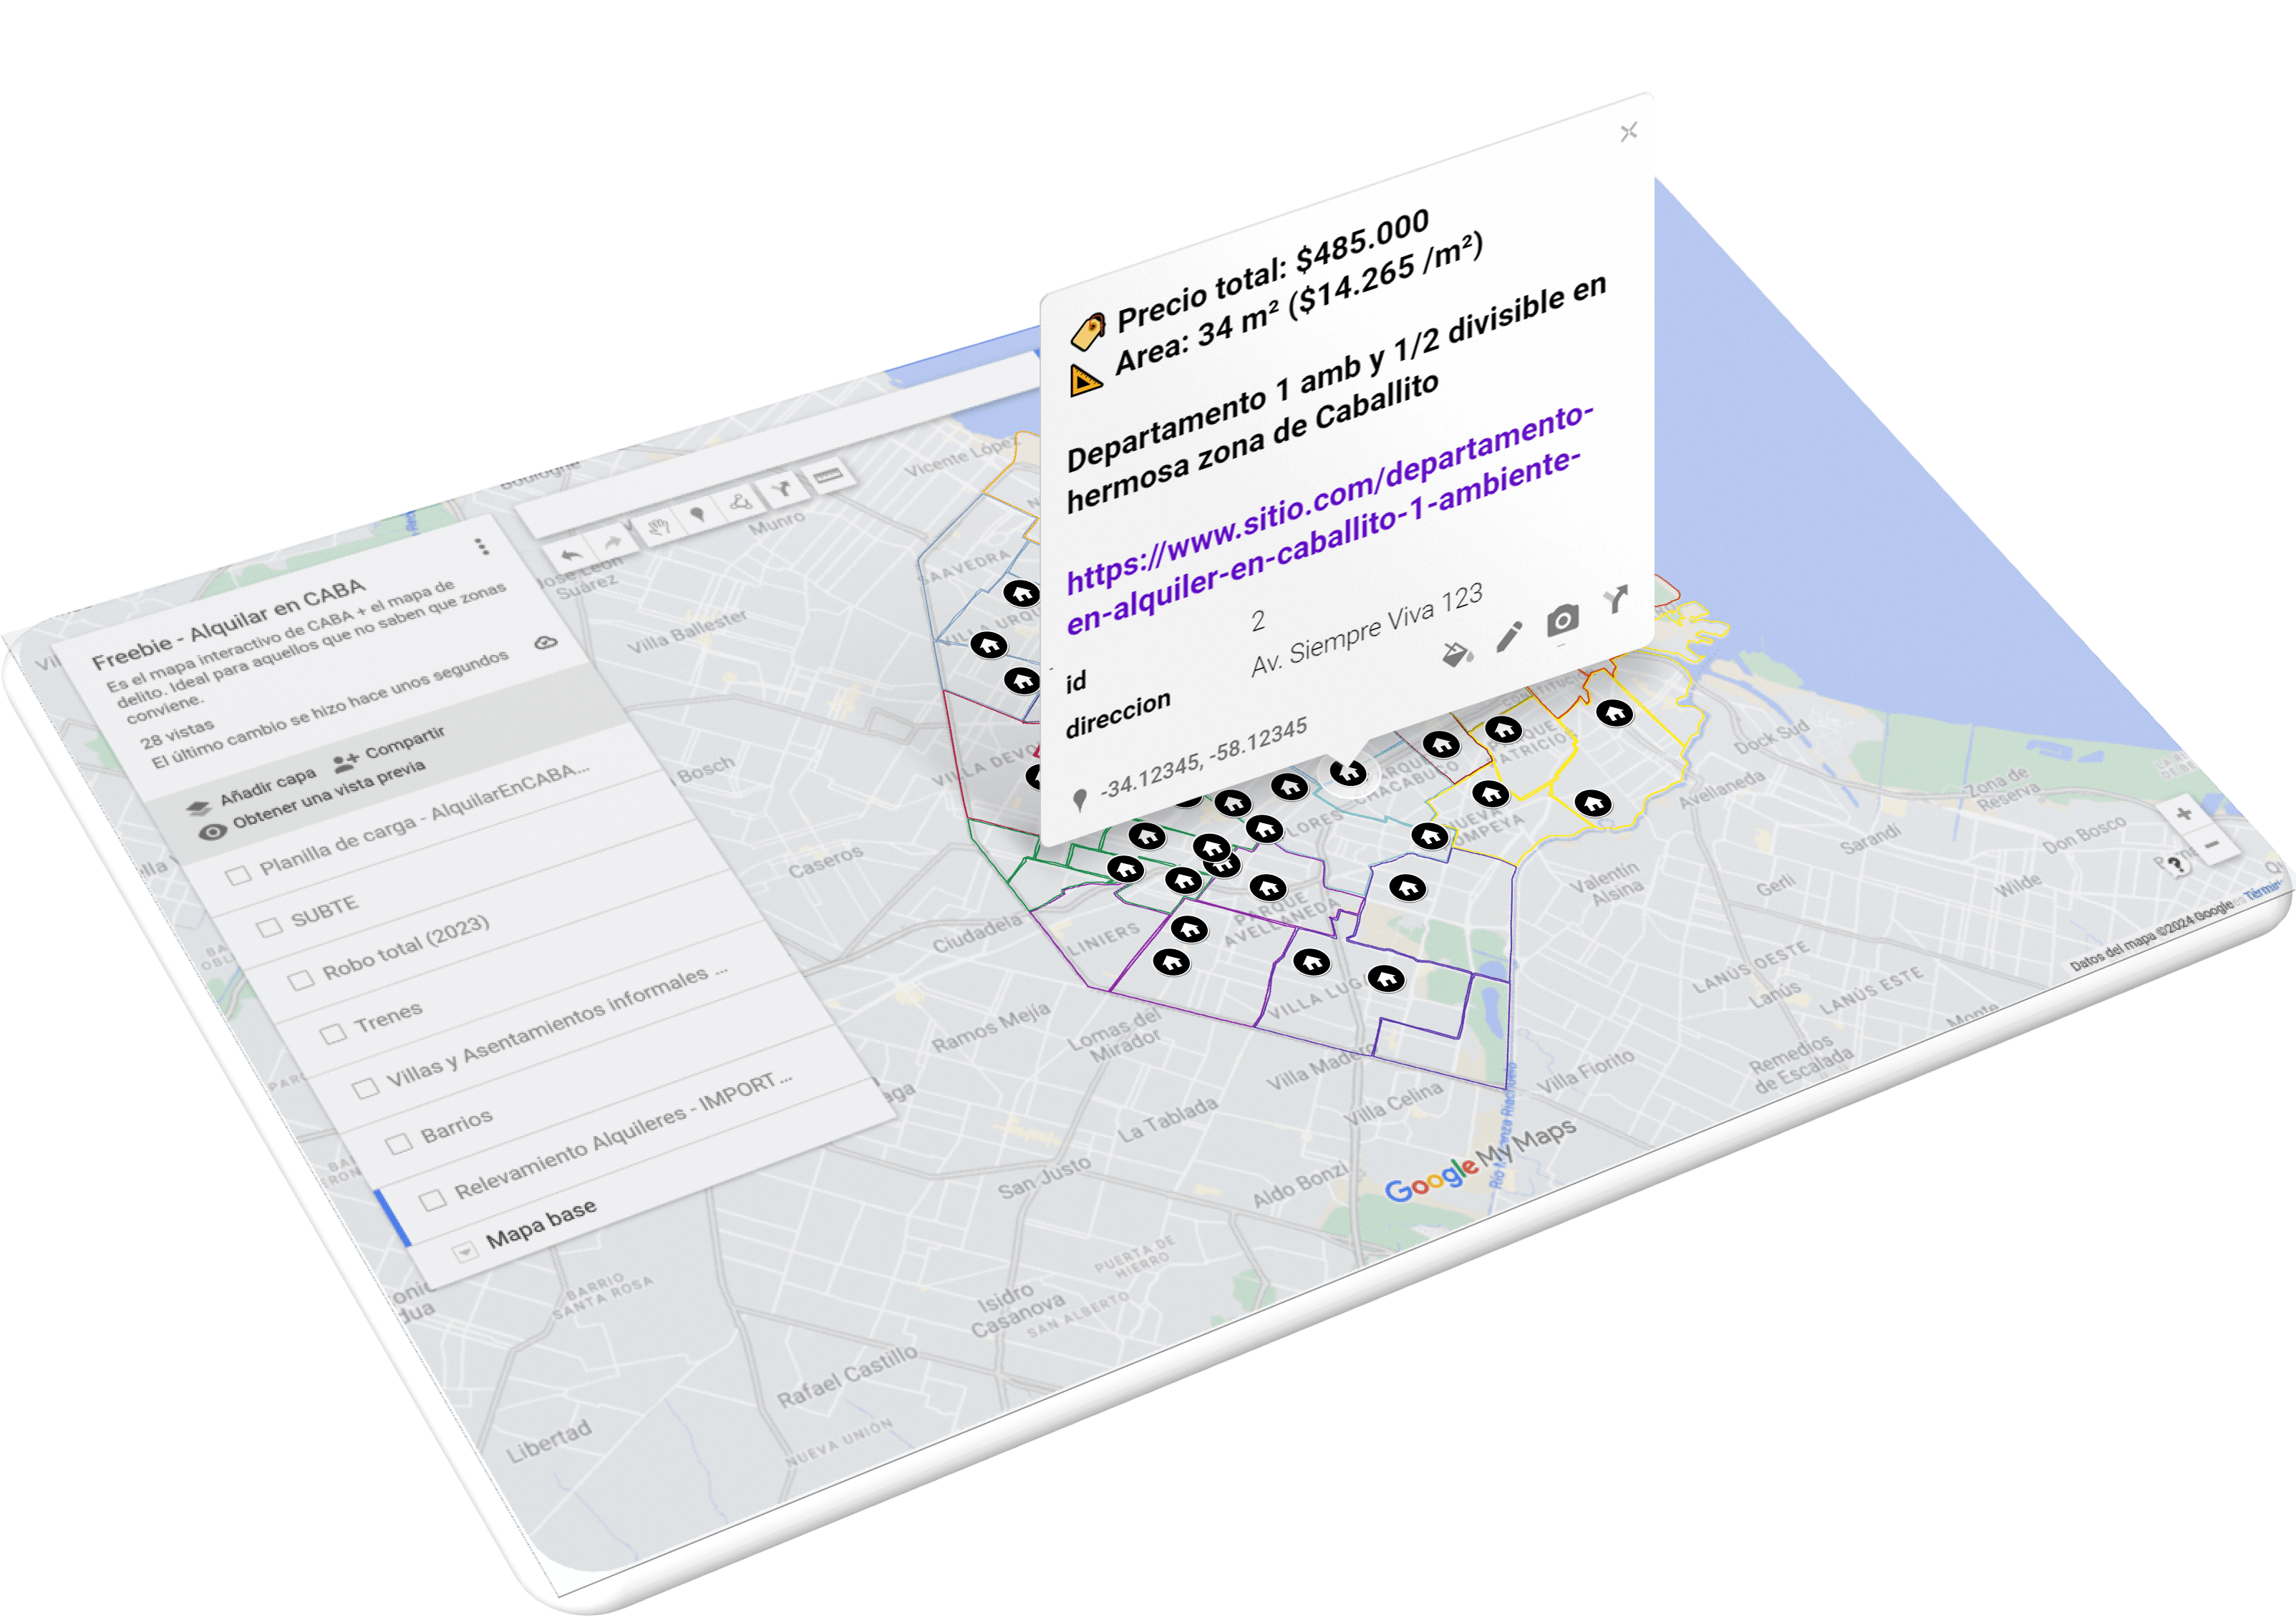 Precio total: $485.000
Area: 34 m² ($14.265 /m²)
Departamento 1 amb y 1/2 divisible en
hermosa zona de Caballito
https://www.sitio.com/departamento-
en-alquiler-en-caballito-1-ambiente-
id
2
direccion
Av. Siempre Viva 123
-34.12345, -58.12345
Freebie - Alquilar en CABA
Es el mapa interactivo de CABA + el mapa de
delito. Ideal para aquellos que no saben que zonas
conviene.
28 vistas
El último cambio se hizo hace unos segundos
Añadir capa
Compartir
Obtener una vista previa
Planilla de carga - AlquilarEnCABA...
SUBTE
Robo total (2023)
Trenes
Villas y Asentamientos informales ...
Barrios
Relevamiento Alquileres - IMPORT ...
Mapa base
Boulogne
Vicente López
Munro
José León
Suárez
Villa Ballester
SAAVEDRA
VILLA URQU
VILLA DEVO
Bosch
Caseros
Ciudadela
LINIERS
FLORES
PARQUE
CHACABUCO
CONSTITUCIÓ
PARQUE
PATRICIOS
NUEVA
POMPEYA
PARQUE
AVELLANEDA
VILLA LUG
Dock Sud
Avellaneda
Zona de
Reserva
Sarandi
Don Bosco
Wilde
Gerli
Valentín
Alsina
LANÚS OESTE
Lanús
LANÚS ESTE
Monte
Remedios
de Escalada
Villa Fiorito
Ramos Mejía
Lomas del
Mirador
Villa Madero
Villa Celina
La Tablada
San Justo
Aldo Bonzi
PUERTA DE
HIERRO
Isidro
Casanova
SAN ALBERTO
BARRIO
SANTA ROSA
Rafael Castillo
NUEVA UNIÓN
Libertad
Google My Maps
Datos del mapa ©2024 Google
Términ